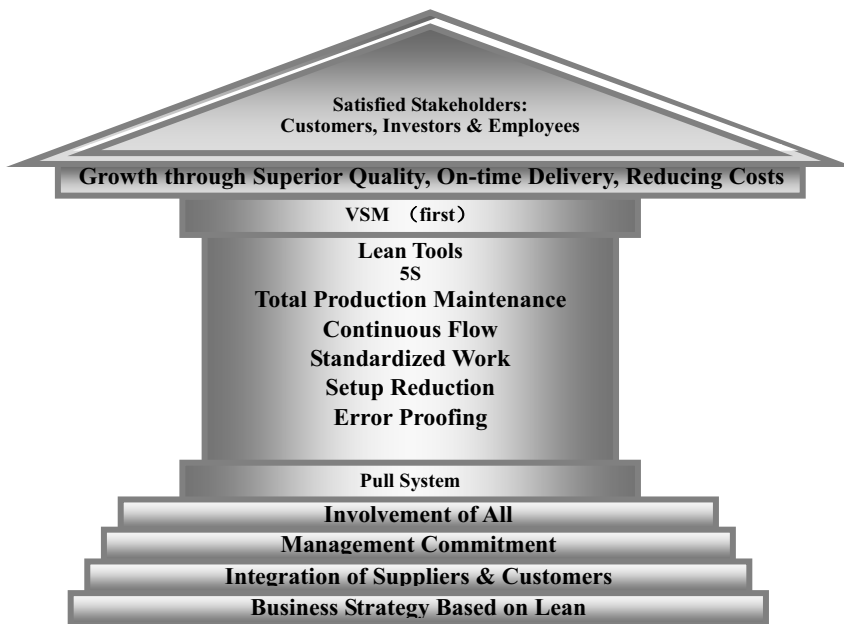 Satisfied Stakeholders:
Customers, Investors & Employees
Growth through Superior Quality, On-time Delivery, Reducing Costs
VSM （first）
Lean Tools
5S
Total Production Maintenance
Continuous Flow
Standardized Work
Setup Reduction
Error Proofing
Pull System
Involvement of All
Management Commitment
Integration of Suppliers & Customers
Business Strategy Based on Lean